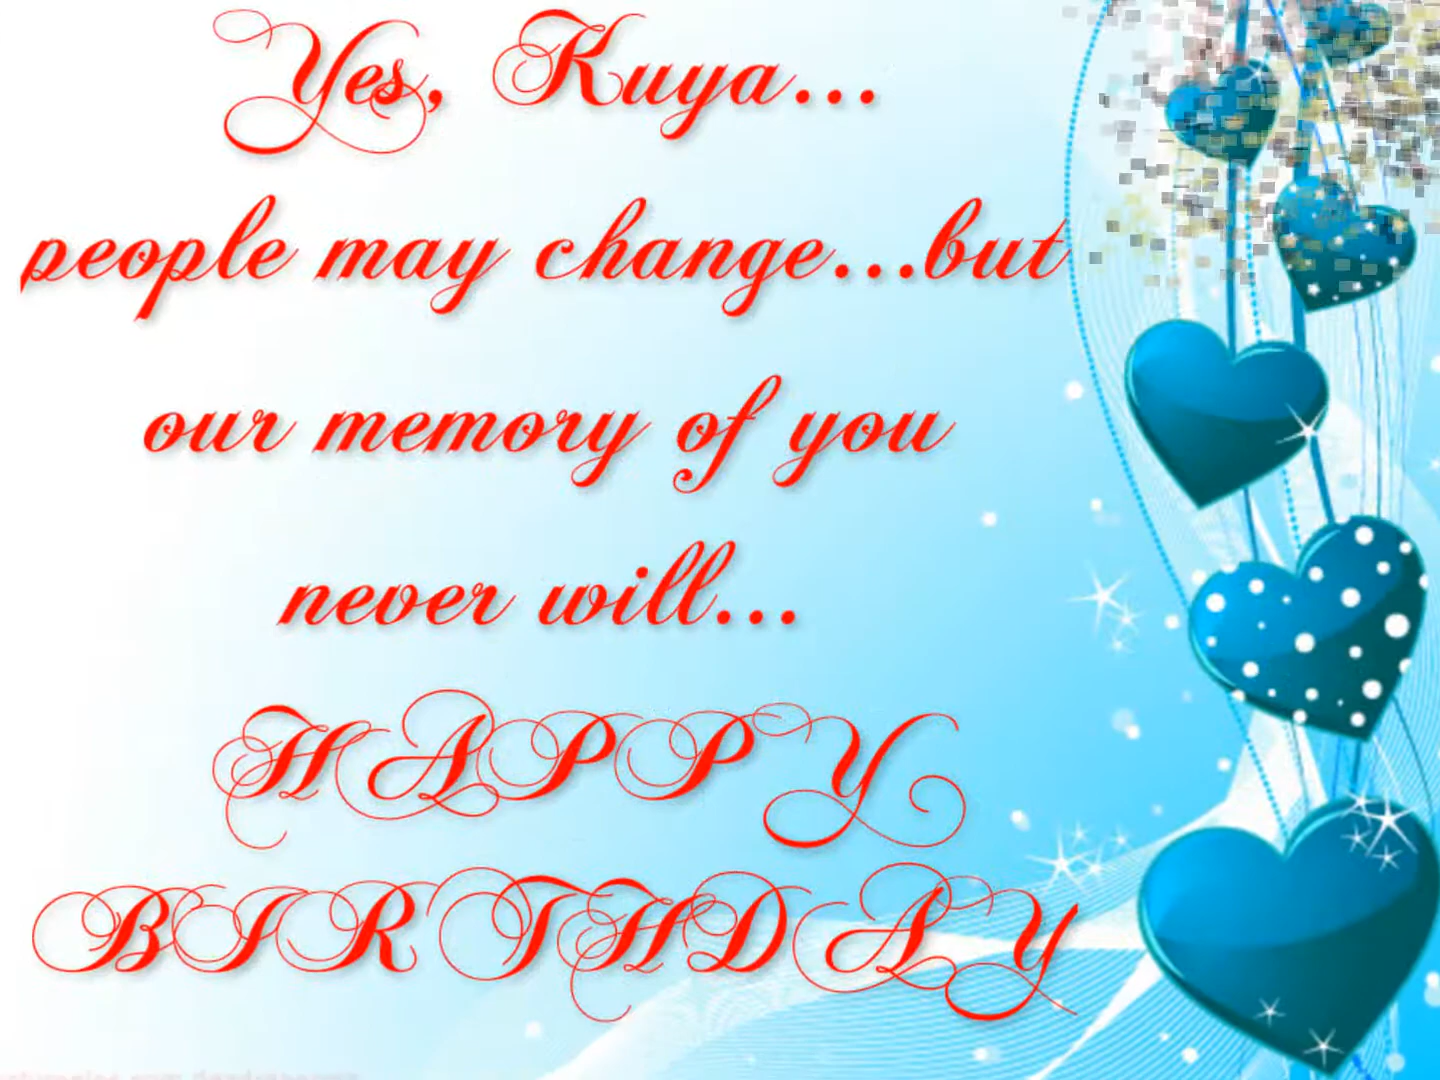 Yes, Kuya...
people may change...but
our memory of you
never will...
HAPPY
BIRTHDAY